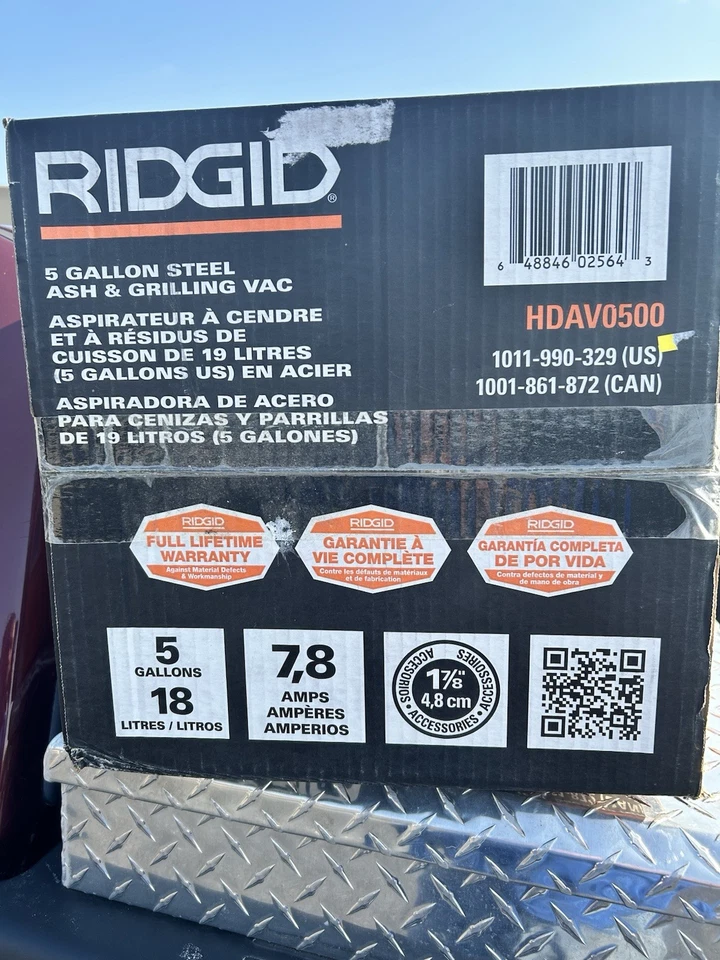 RIDGID®
5 GALLON STEEL
ASH & GRILLING VAC
ASPIRATEUR À CENDRE
ET À RÉSIDUS DE
CUISSON DE 19 LITRES
(5 GALLONS US) EN ACIER
ASPIRADORA DE ACERO
PARA CENIZAS Y PARRILLAS
DE 19 LITROS (5 GALONES)
6 48846 02564 3
HDAV0500
1011-990-329 (US)
1001-861-872 (CAN)
RIDGID
FULL LIFETIME
WARRANTY
Against Material Defects
& Workmanship
RIDGID
GARANTIE À
VIE COMPLÈTE
Contre les défauts de matériaux
et de fabrication
RIDGID
GARANTÍA COMPLETA
DE POR VIDA
Contra defectos de material y
de mano de obra
5
GALLONS
18
LITRES / LITROS
7,8
AMPS
AMPÈRES
AMPERIOS
ACCESSOIRES
1 7/8"
4,8 cm
ACCESORIOS • ACCESSORIES •